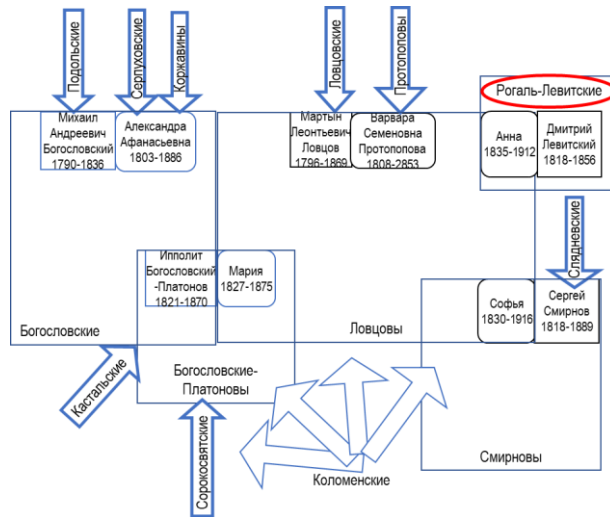 Подольские
Серпуховские
Коржавины
Ловцовские
Протопоповы
Рогаль-Левитские
Михаил
Андреевич
Богословский
1790-1836
Александра
Афанасьевна
1803-1886
Мартын
Леонтьевич
Ловцов
1796-1869
Варвара
Семеновна
Протопопова
1808-2853
Анна
1835-1912
Дмитрий
Левитский
1818-1856
Слядневские
Ипполит
Богословский
-Платонов
1821-1870
Мария
1827-1875
Софья
1830-1916
Сергей
Смирнов
1818-1889
Богословские
Ловцовы
Кастальские
Богословские-
Платоновы
Сорокосвятские
Коломенские
Смирновы